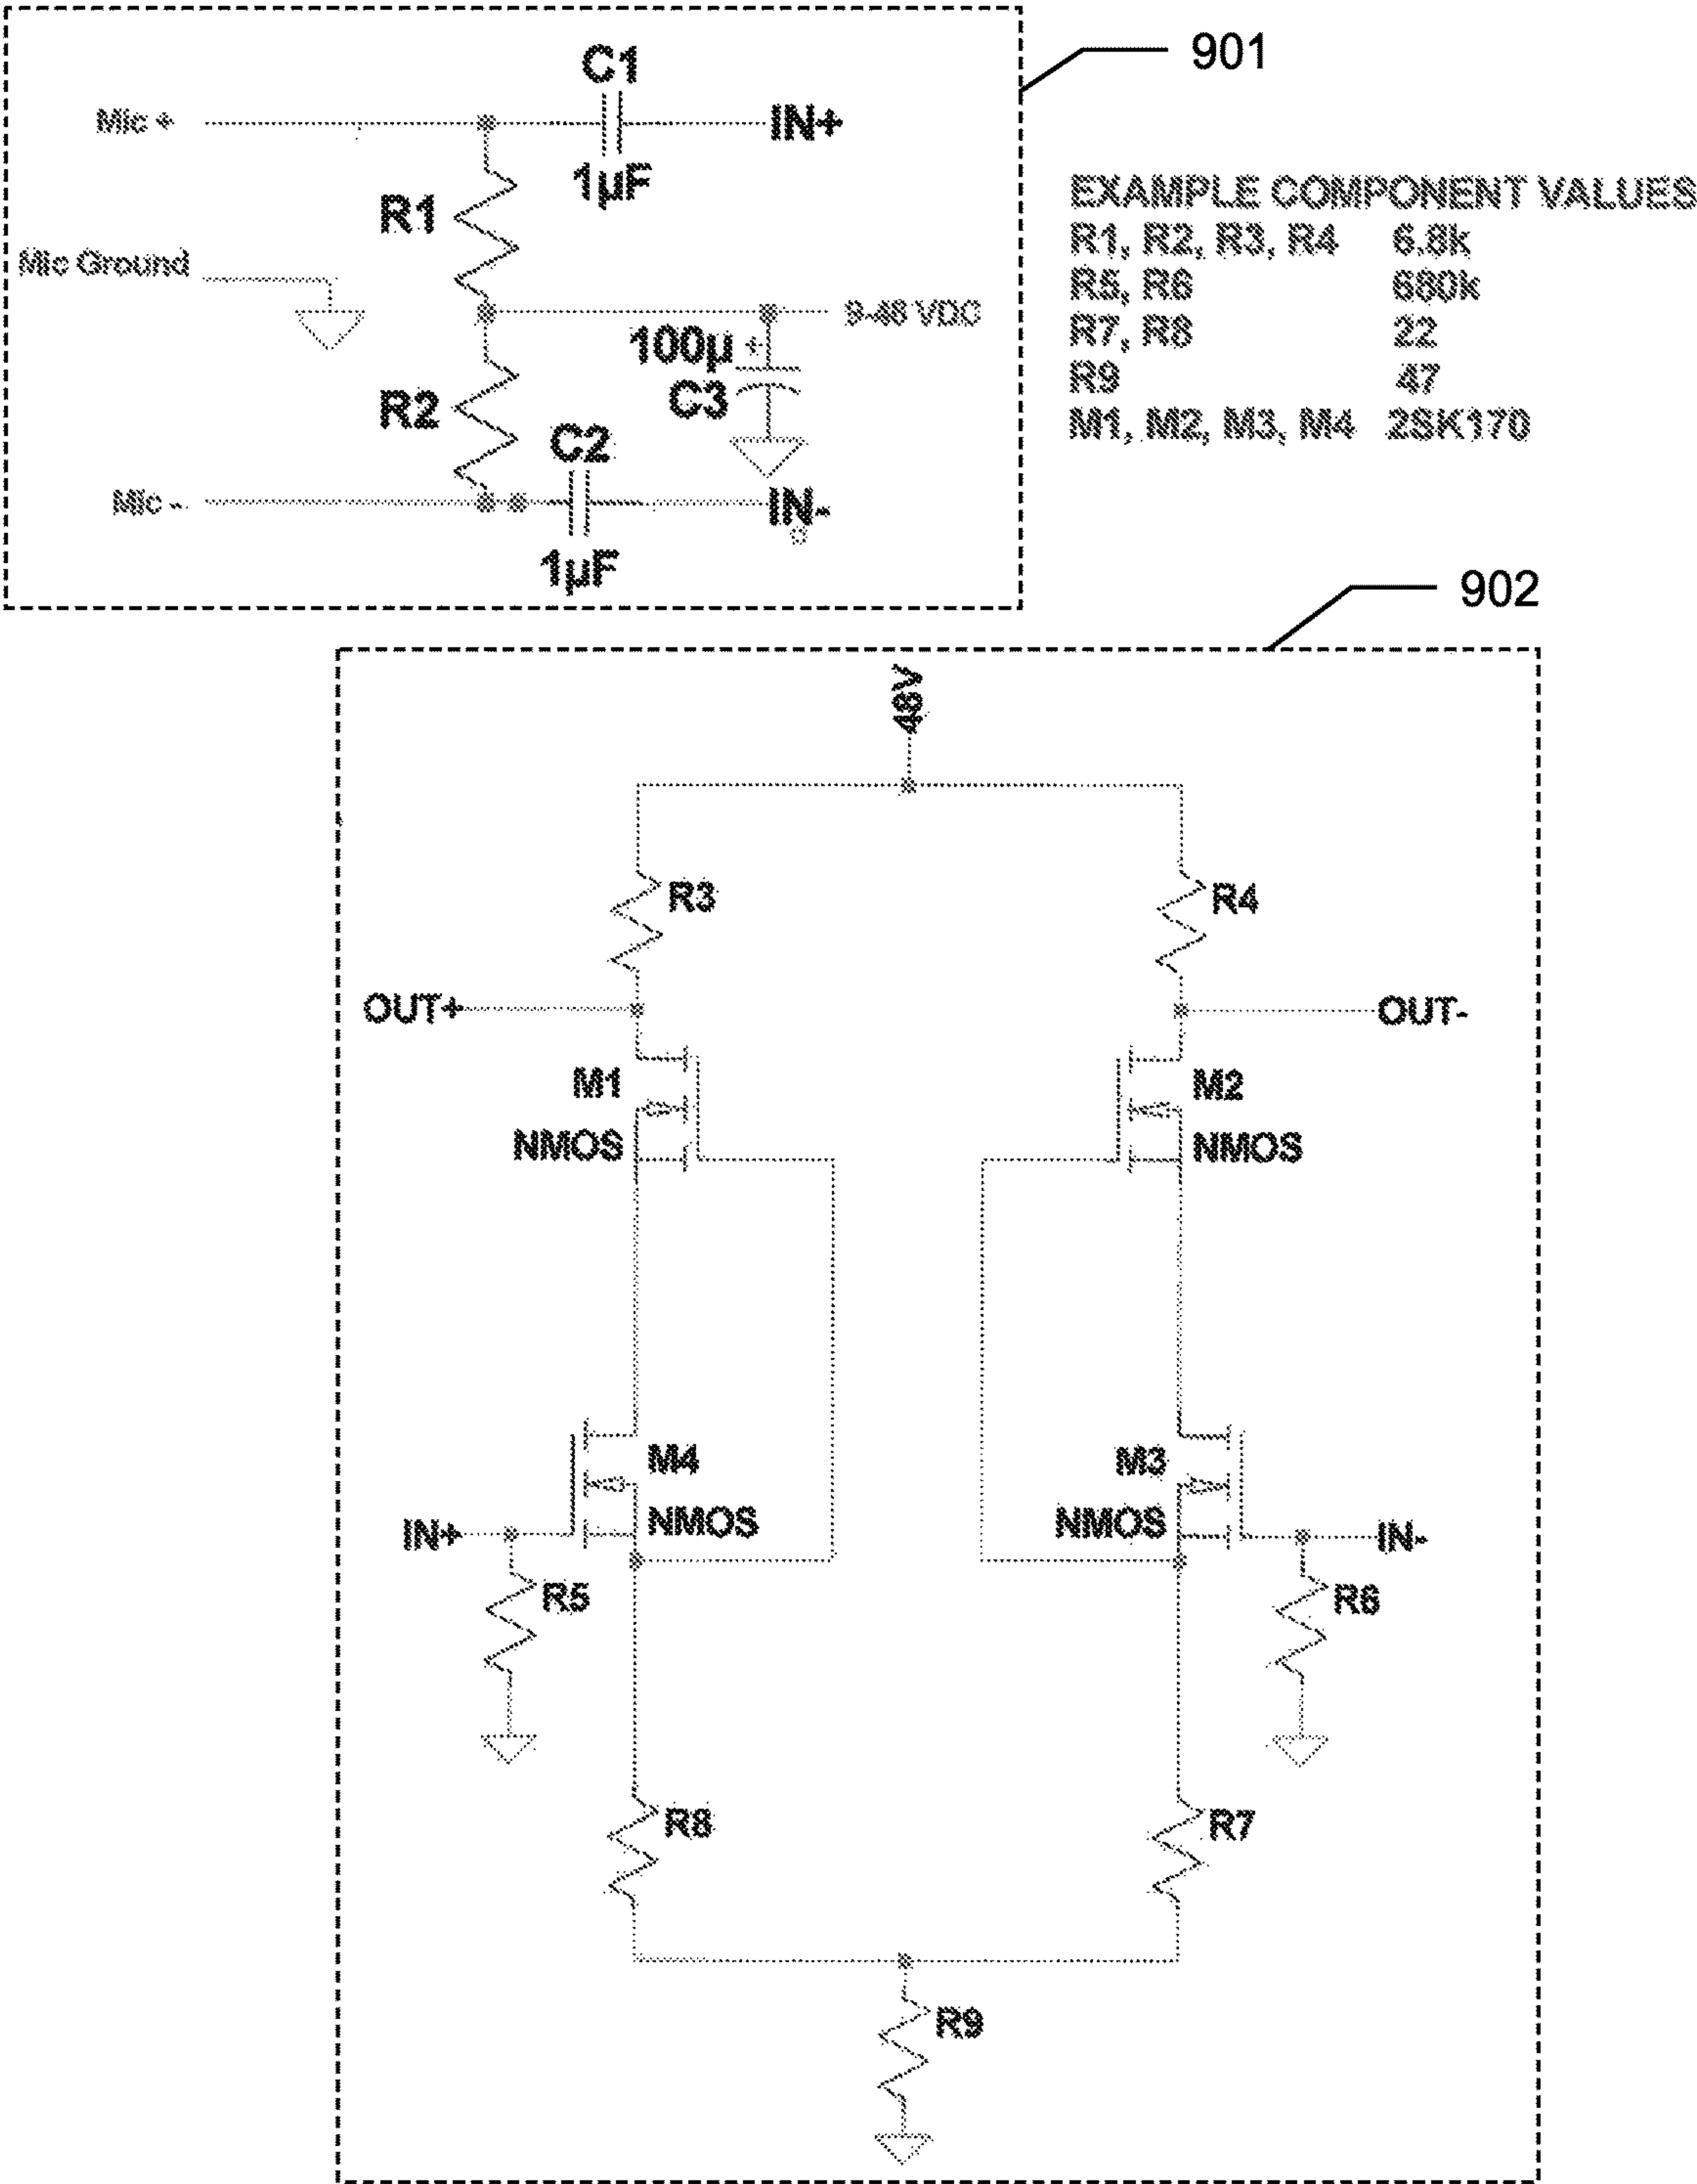 901
C1
Mic +
IN+
1µF
R1
Mic Ground
9-48 VDC
100µ +
C3
R2
C2
Mic -
IN-
1µF
EXAMPLE COMPONENT VALUES
R1, R2, R3, R4 6.8k
R5, R6 680k
R7, R8 22
R9 47
M1, M2, M3, M4 2SK170
902
48V
R3
R4
OUT+
OUT-
M1
M2
NMOS
NMOS
M4
M3
NMOS
NMOS
IN+
IN-
R5
R6
R8
R7
R9